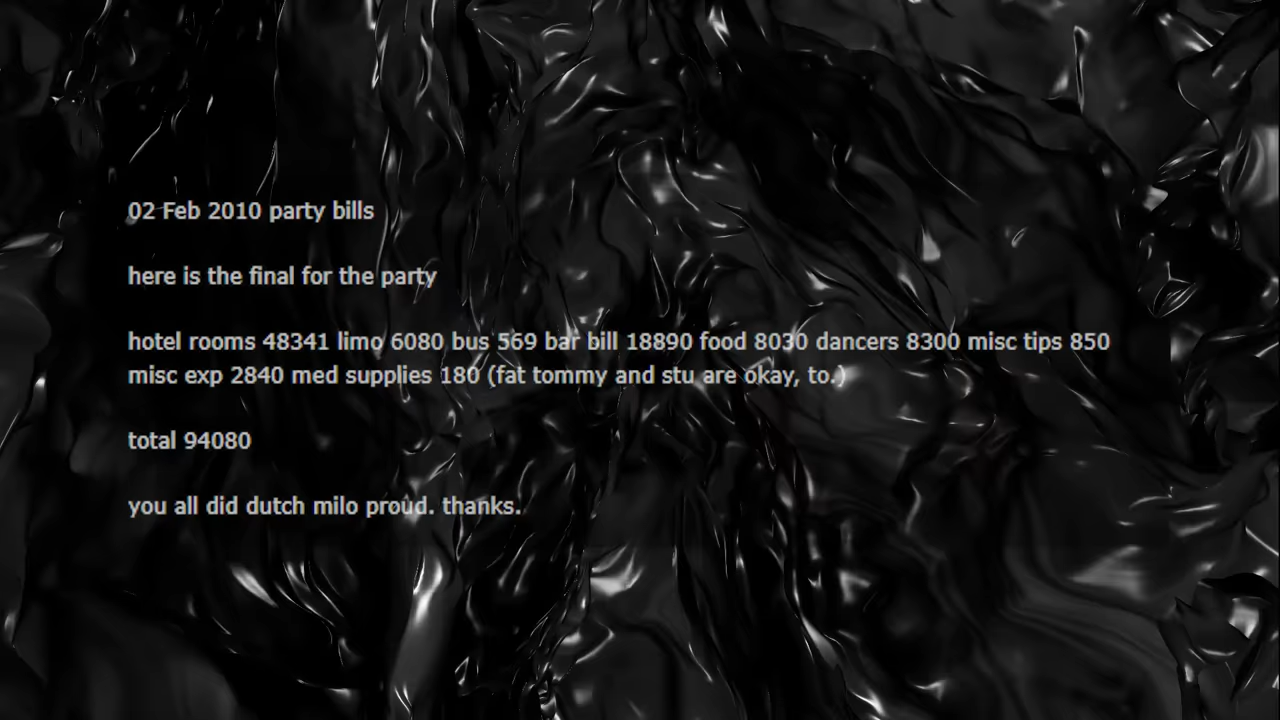 02 Feb 2010 party bills
here is the final for the party
hotel rooms 48341 limo 6080 bus 569 bar bill 18890 food 8030 dancers 8300 misc tips 850
misc exp 2840 med supplies 180 (fat tommy and stu are okay, to.)
total 94080
you all did dutch milo proud. thanks.